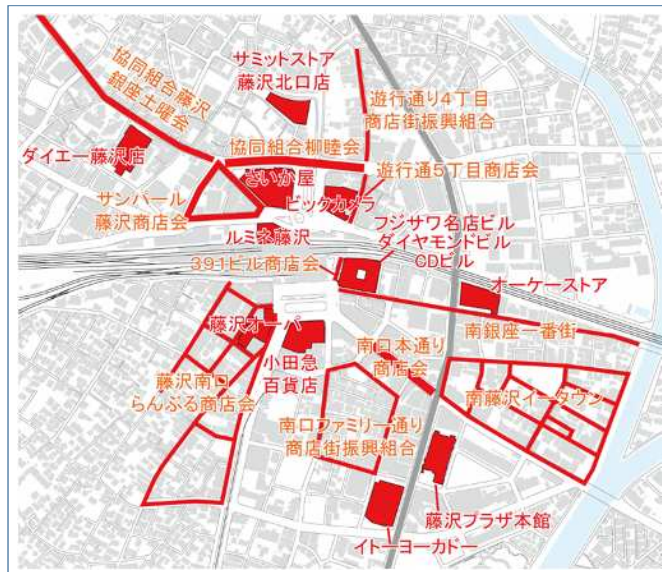 サミットストア
藤沢北口店
協同組合藤沢
銀座土曜会
遊行通り4丁目
商店街振興組合
ダイエー藤沢店
協同組合柳睦会
さいか屋
遊行通5丁目商店会
サンパール
藤沢商店会
ビックカメラ
フジサワ名店ビル
ダイヤモンドビル
CDビル
ルミネ藤沢
391ビル商店会
オーケーストア
藤沢オーパ
南銀座一番街
小田急
百貨店
南口本通り
商店会
藤沢南口
らんぶる商店会
南藤沢イータウン
南口ファミリー通り
商店街振興組合
藤沢プラザ本館
イトーヨーカドー